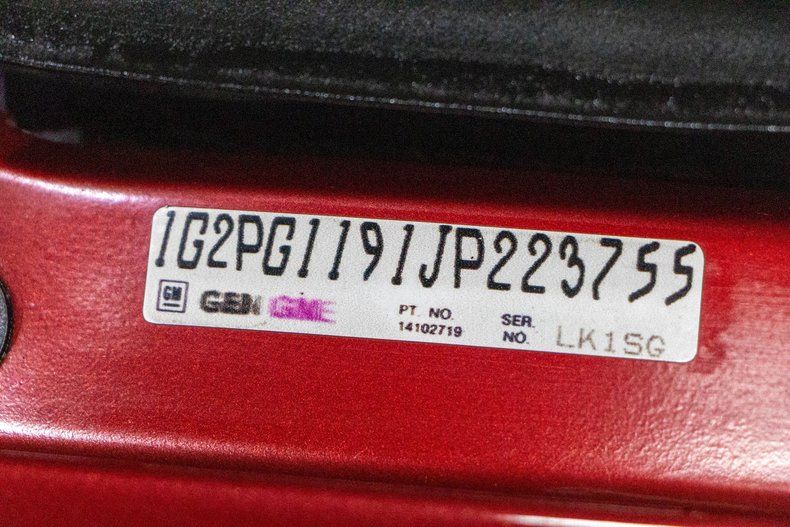 1G2PG1191JP223755
GM GEN GME PT. NO. SER. LK1SG
14102719 NO.